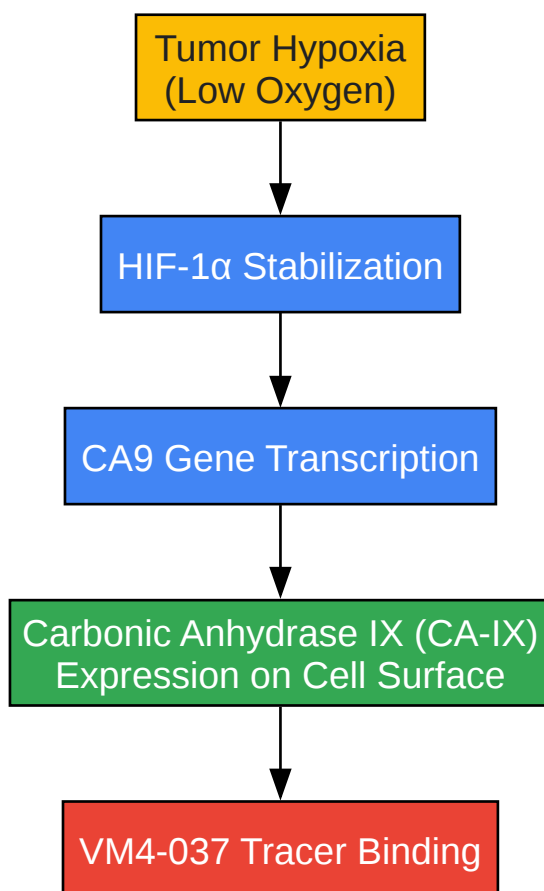 Tumor Hypoxia
(Low Oxygen)
HIF-1α Stabilization
CA9 Gene Transcription
Carbonic Anhydrase IX (CA-IX)
Expression on Cell Surface
VM4-037 Tracer Binding